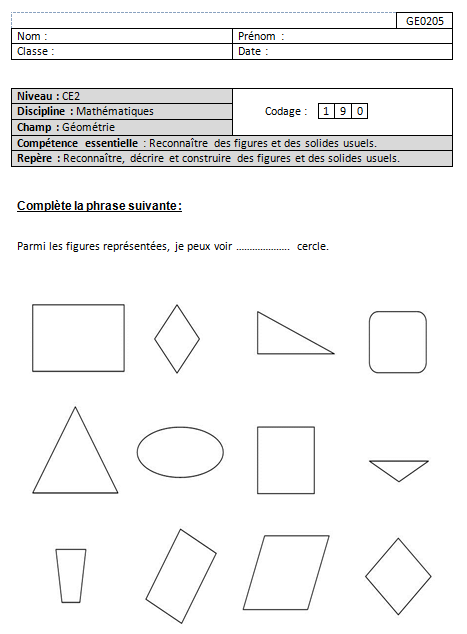 GE0205
Nom :
Prénom :
Classe :
Date :
Niveau : CE2
Discipline : Mathématiques
Champ : Géométrie
Codage : 1 9 0
Compétence essentielle : Reconnaître des figures et des solides usuels.
Repère : Reconnaître, décrire et construire des figures et des solides usuels.
Complète la phrase suivante :
Parmi les figures représentées, je peux voir .................... cercle.